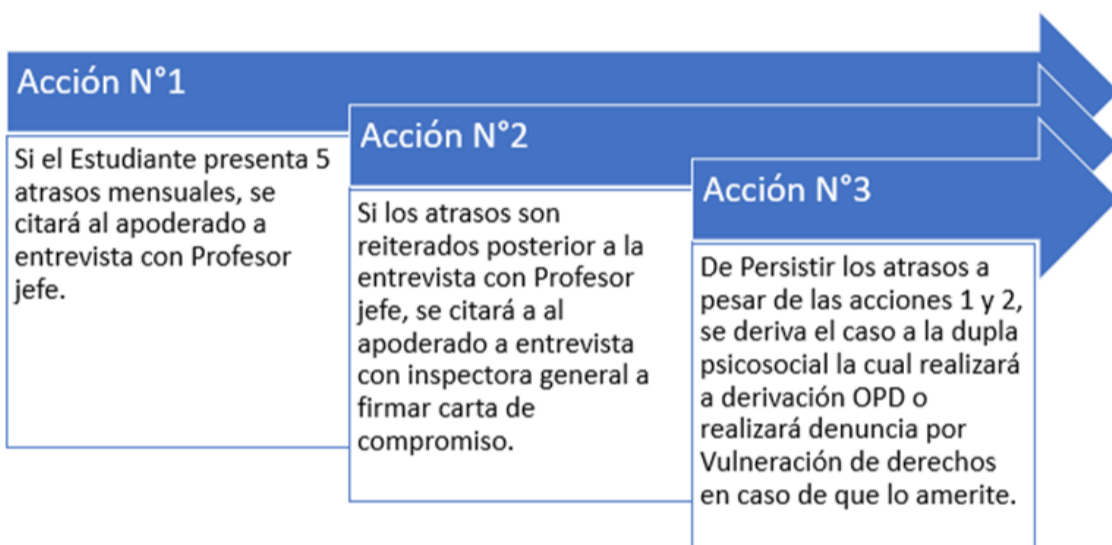 Acción N°1
Si el Estudiante presenta 5
atrasos mensuales, se
citará al apoderado a
entrevista con Profesor
jefe.
Acción N°2
Si los atrasos son
reiterados posterior a la
entrevista con Profesor
jefe, se citará a al
apoderado a entrevista
con inspectora general a
firmar carta de
compromiso.
Acción N°3
De Persistir los atrasos a
pesar de las acciones 1 y 2,
se deriva el caso a la dupla
psicosocial la cual realizará
a derivación OPD o
realizará denuncia por
Vulneración de derechos
en caso de que lo amerite.